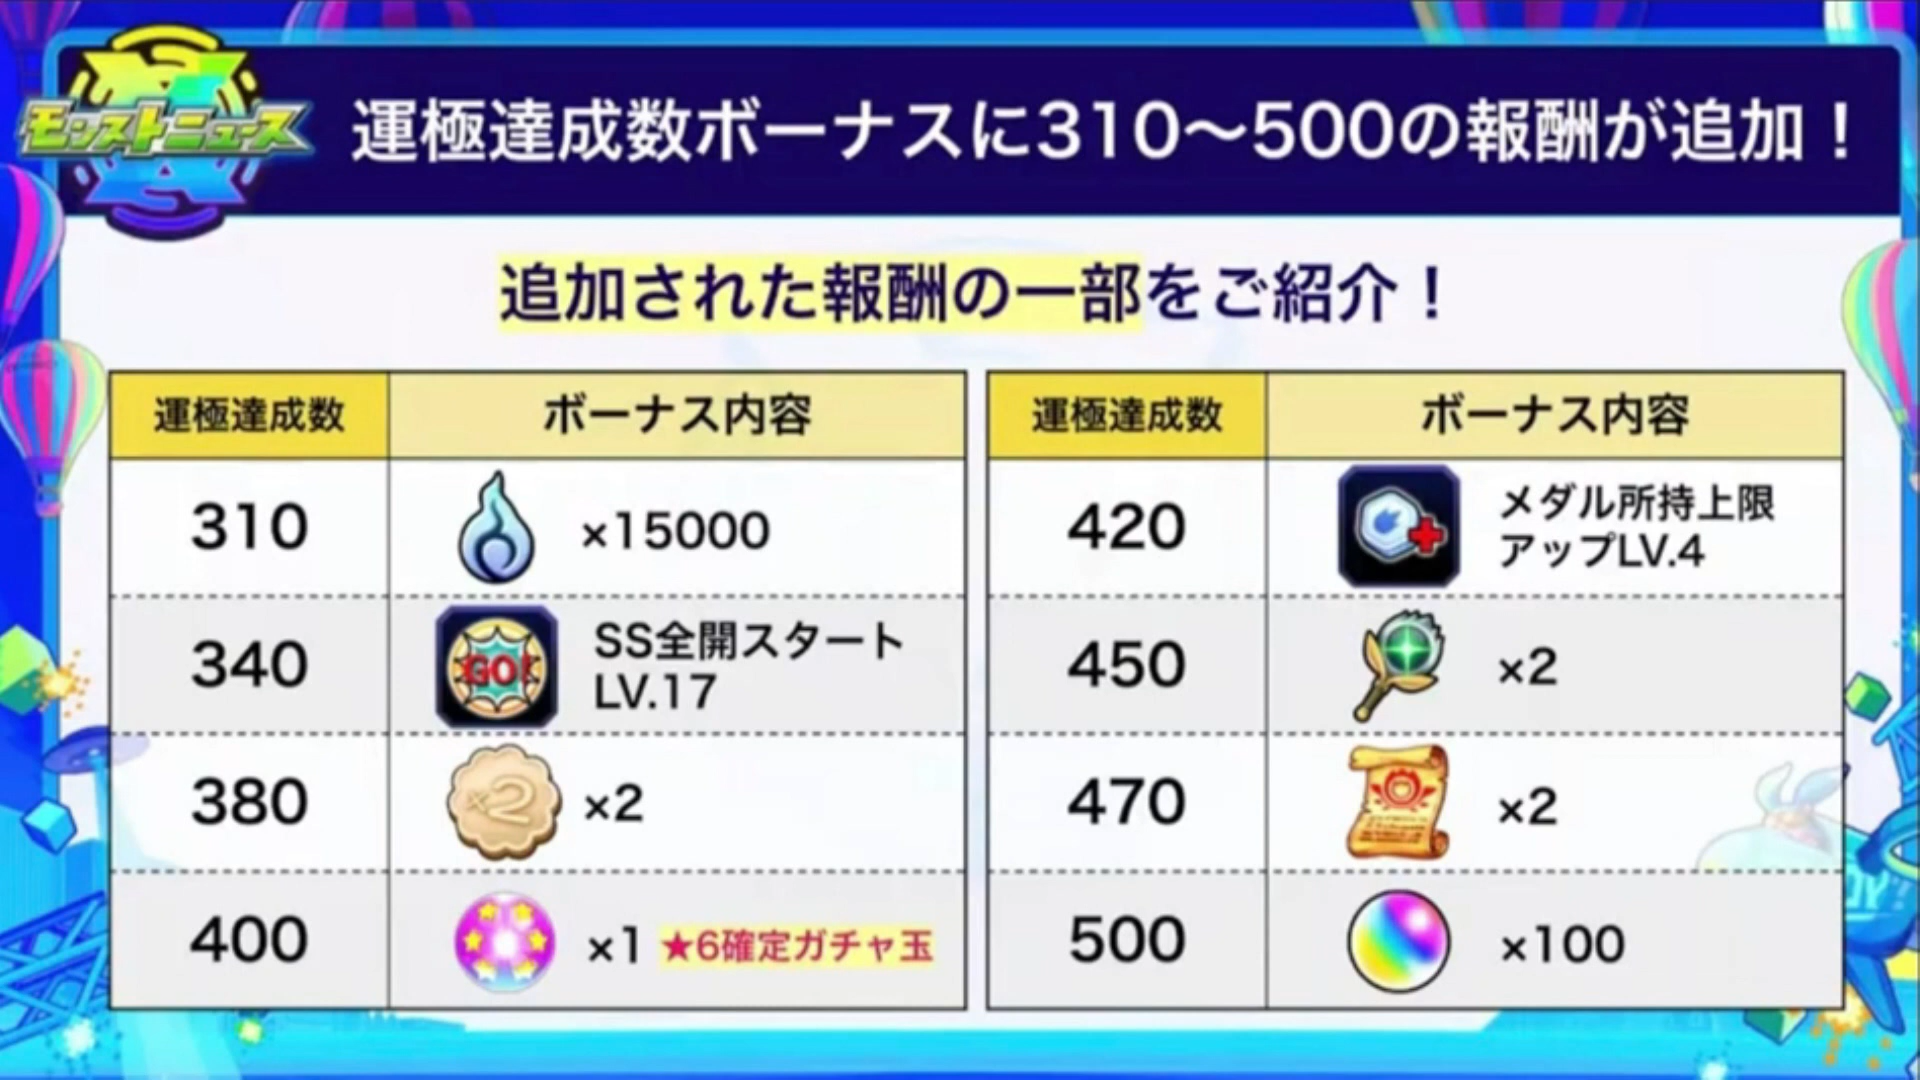 モンストニュース
運極達成数ボーナスに310〜500の報酬が追加！
追加された報酬の一部をご紹介！
運極達成数 ボーナス内容
310 ×15000
340 GO! SS全開スタート
LV.17
380 ×2 ×2
400 ×1 ★6確定ガチャ玉
運極達成数 ボーナス内容
420 メダル所持上限
アップLV.4
450 ×2
470 ×2
500 ×100